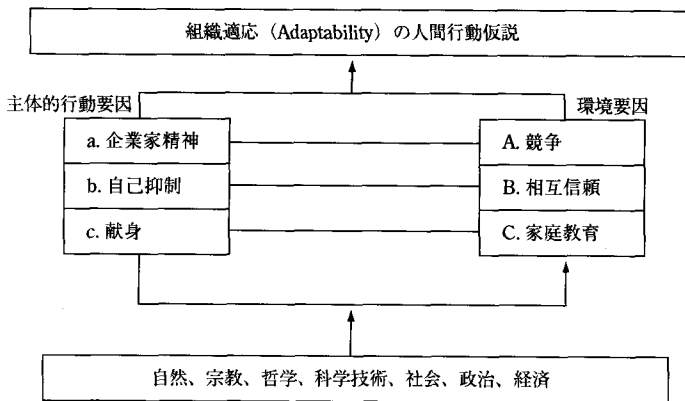 組織適応（Adaptability）の人間行動仮説
主体的行動要因
環境要因
a. 企業家精神
A. 競争
b. 自己抑制
B. 相互信頼
c. 献身
C. 家庭教育
自然、宗教、哲学、科学技術、社会、政治、経済